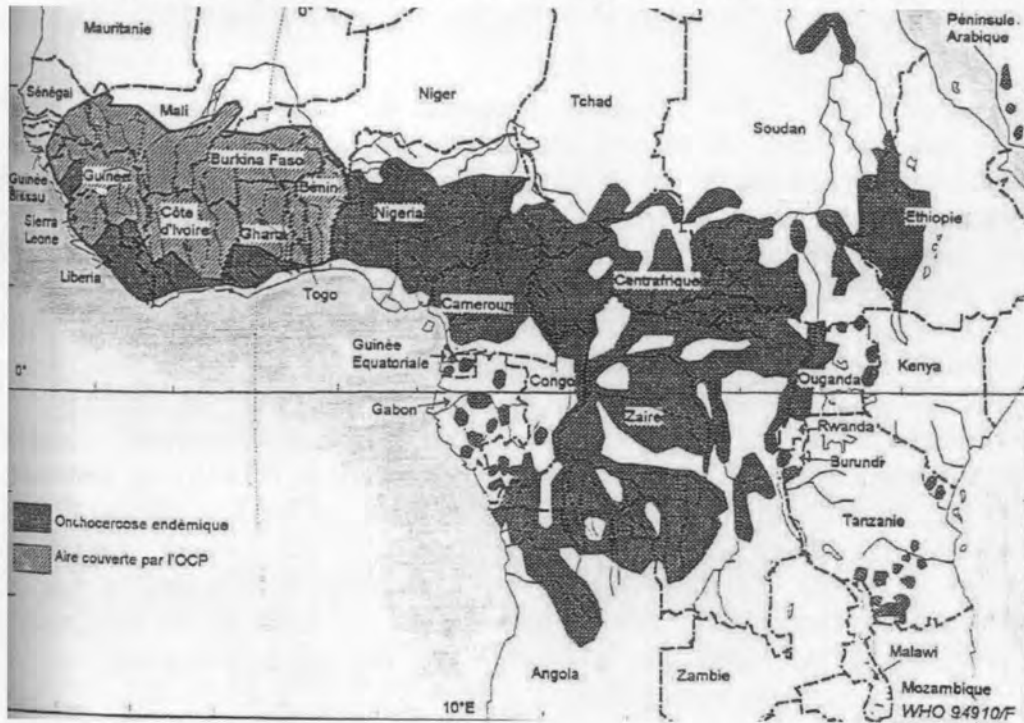 Mauritanie
Péninsule
Arabique
Sénégal
Mali
Niger
Tchad
Soudan
Burkina Faso
Guinée
Bénin
Guinée
Bissau
Nigeria
Ethiopie
Côte
d'Ivoire
Sierra
Leone
Ghana
Centrafrique
Liberia
Togo
Cameroun
Guinée
Equatoriale
Kenya
0°
Congo
Ouganda
Gabon
Zaire
Rwanda
Burundi
Onchocercose endémique
Tanzanie
Aire couverte par l'OCP
Angola
Zambie
Malawi
Mozambique
10°E
WHO 94910/F